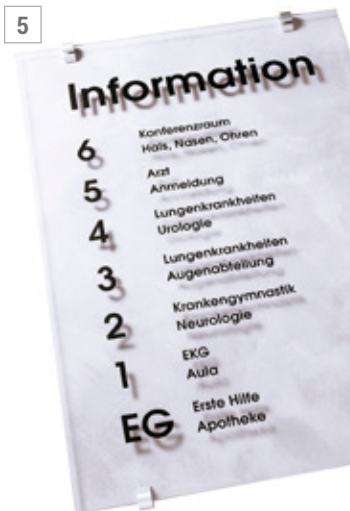 5
Information
6
Konferenzraum
Hals, Nasen, Ohren
5
Arzt
Anmeldung
4
Lungenkrankheiten
Urologie
3
Lungenkrankheiten
Augenabteilung
2
Krankengymnastik
Neurologie
1
EKG
Aula
EG
Erste Hilfe
Apotheke